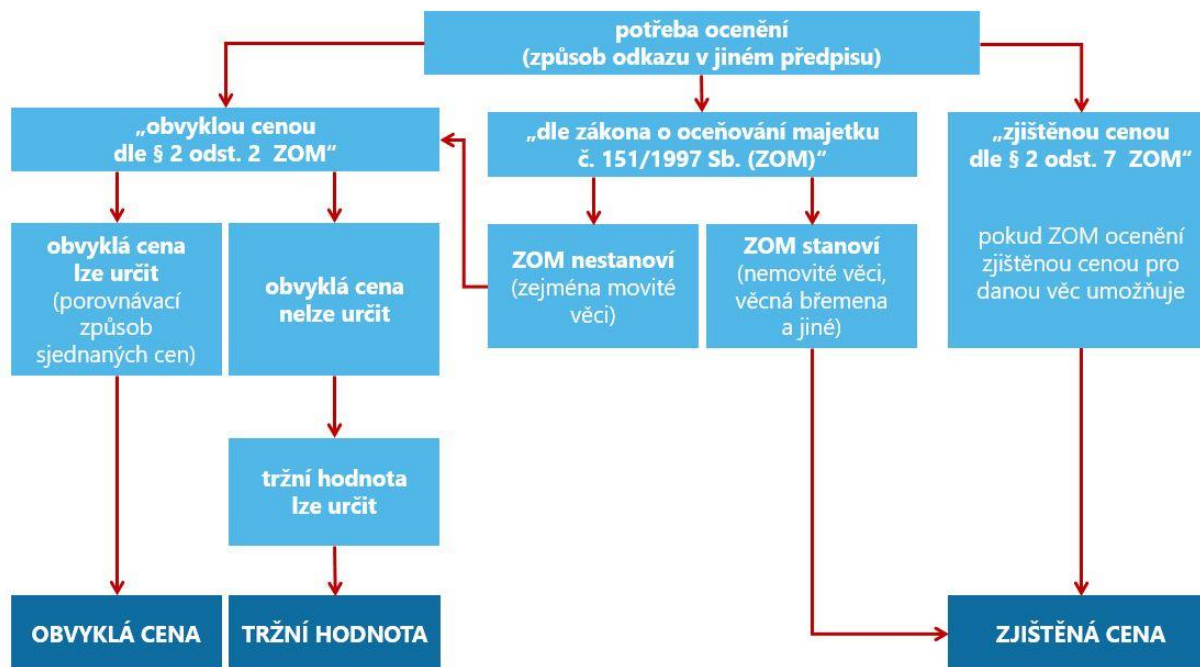 potřeba ocenění
(způsob odkazu v jiném předpisu)
„obvyklou cenou
dle § 2 odst. 2 ZOM“
„dle zákona o oceňování majetku
č. 151/1997 Sb. (ZOM)“
„zjištěnou cenou
dle § 2 odst. 7 ZOM“
pokud ZOM ocenění
zjištěnou cenou pro
danou věc umožňuje
obvyklá cena
lze určit
(porovnávací
způsob
sjednaných cen)
obvyklá cena
nelze určit
ZOM nestanoví
(zejména movité
věci)
ZOM stanoví
(nemovité věci,
věcná břemena
a jiné)
tržní hodnota
lze určit
OBVYKLÁ CENA
TRŽNÍ HODNOTA
ZJIŠTĚNÁ CENA